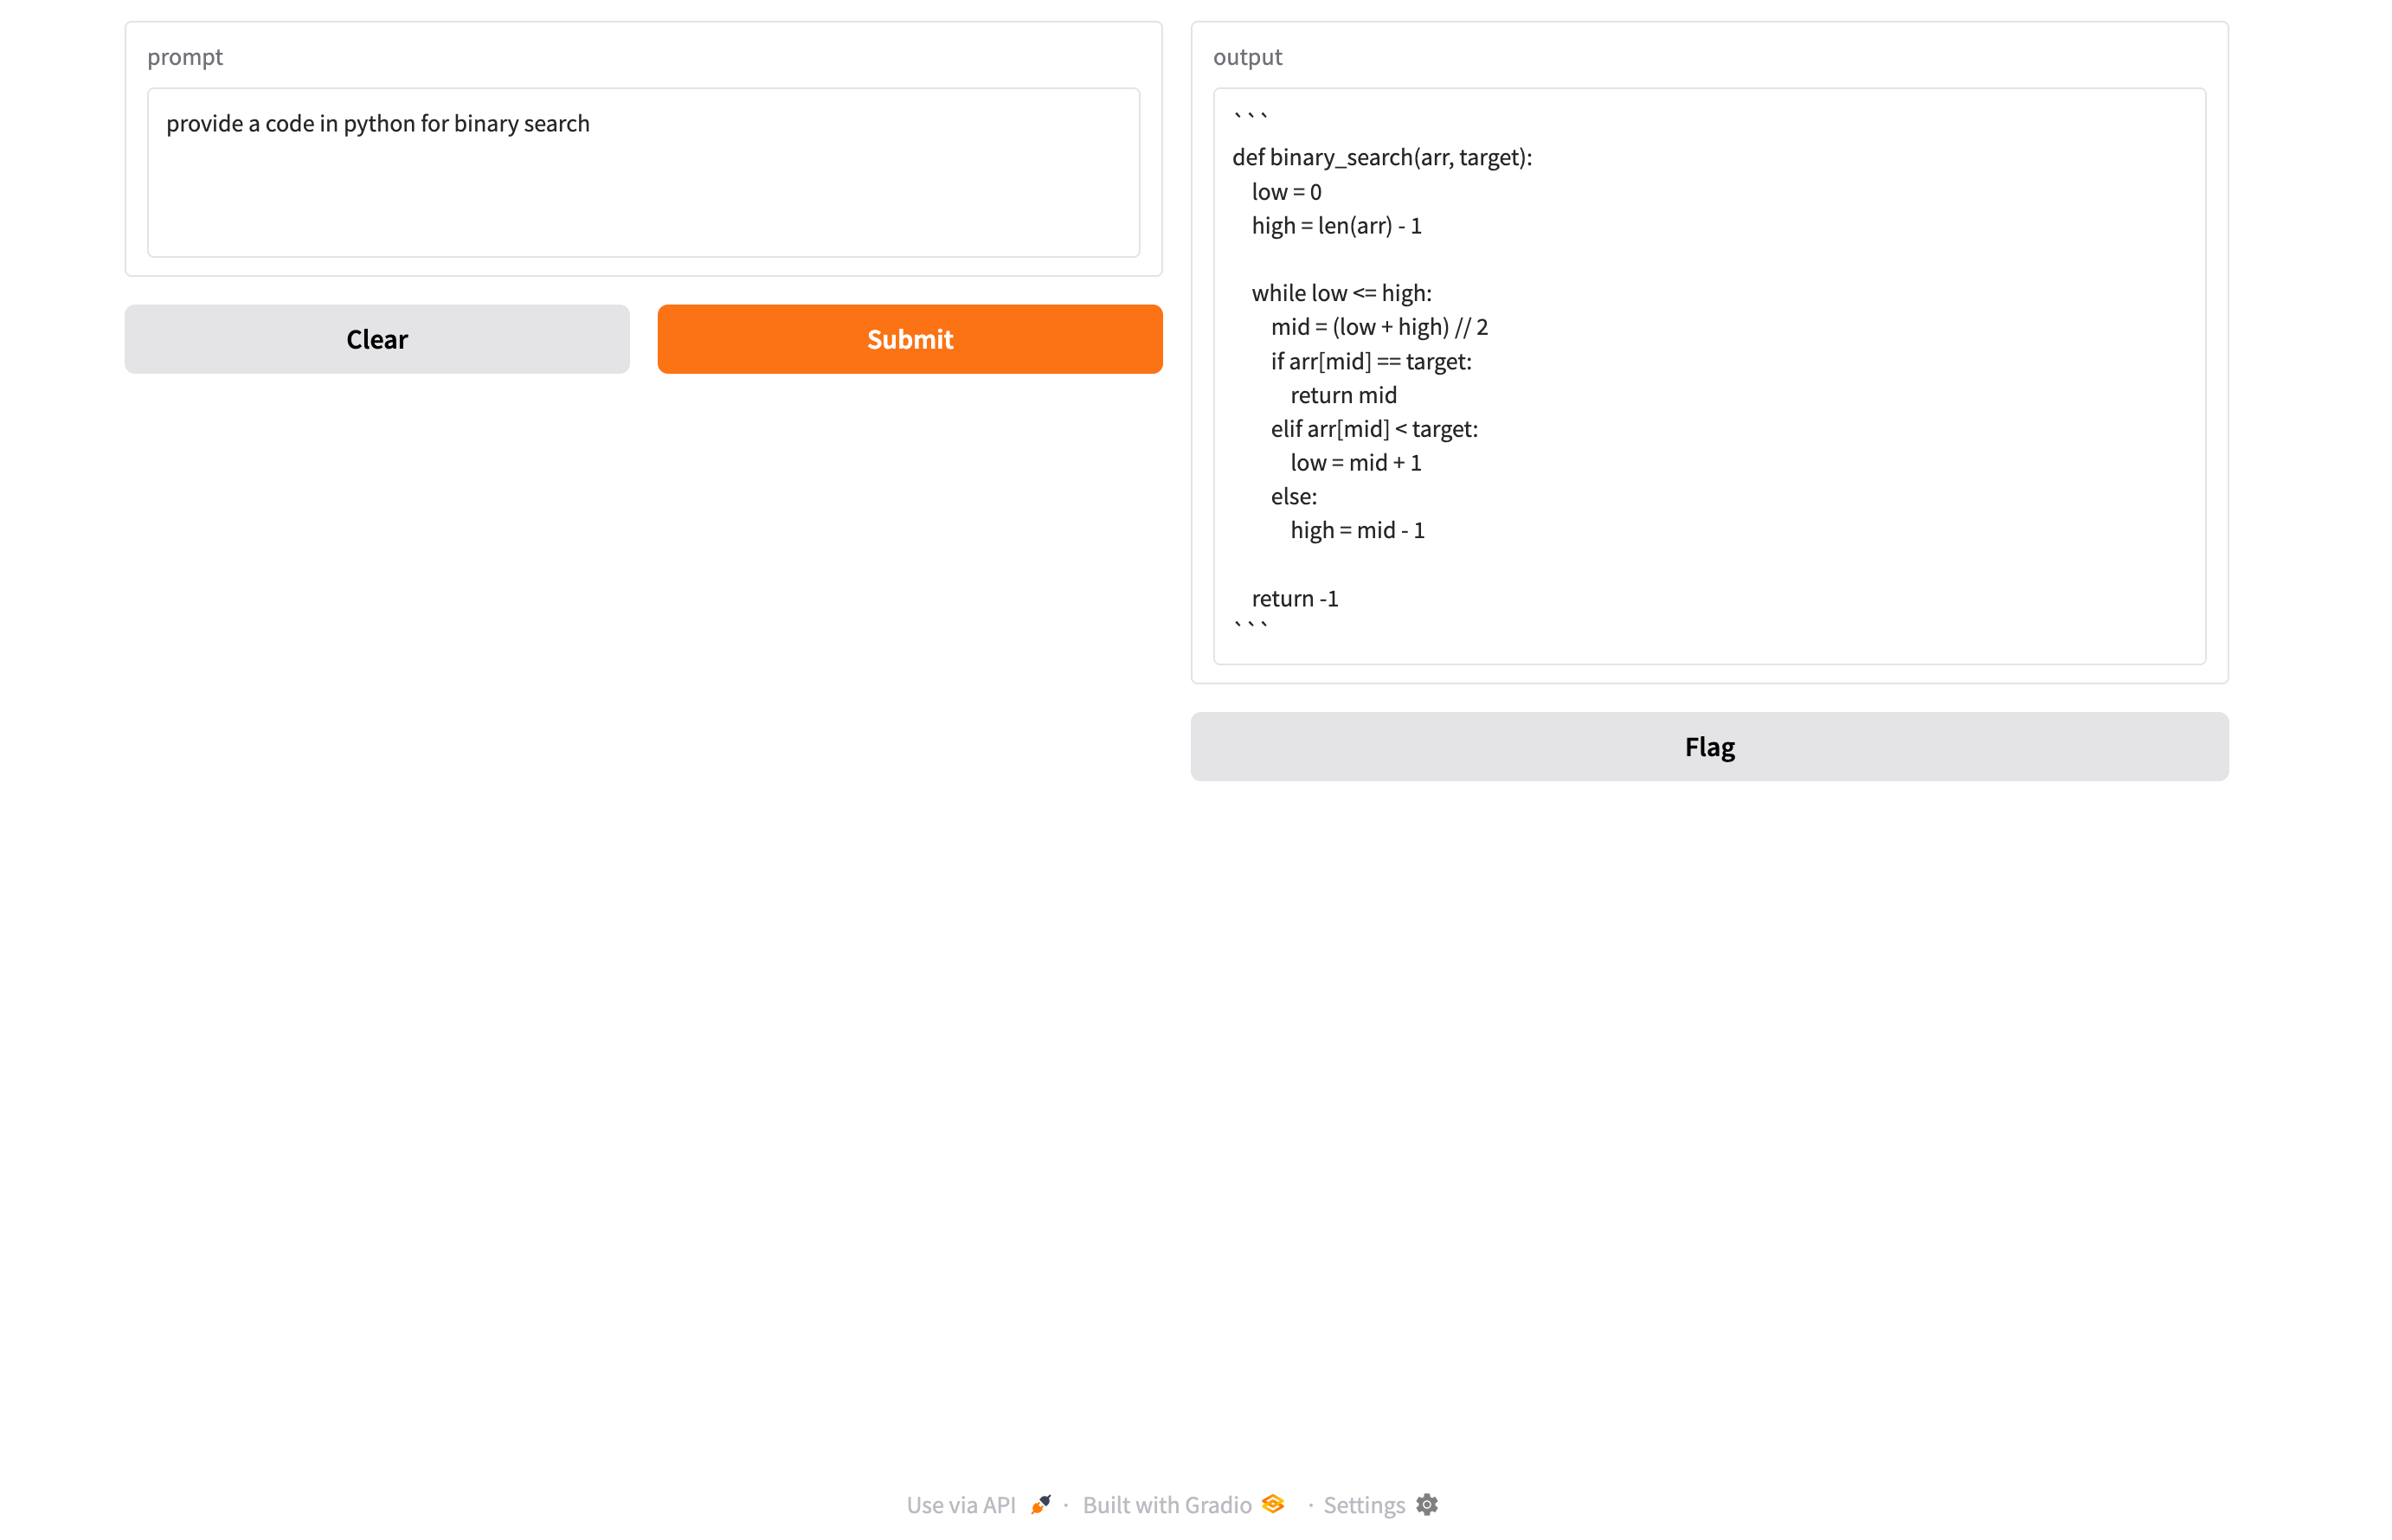 prompt
provide a code in python for binary search
Clear
Submit
output
```
def binary_search(arr, target):
    low = 0
    high = len(arr) - 1

    while low <= high:
        mid = (low + high) // 2
        if arr[mid] == target:
            return mid
        elif arr[mid] < target:
            low = mid + 1
        else:
            high = mid - 1

    return -1
```
Flag
Use via API · Built with Gradio · Settings